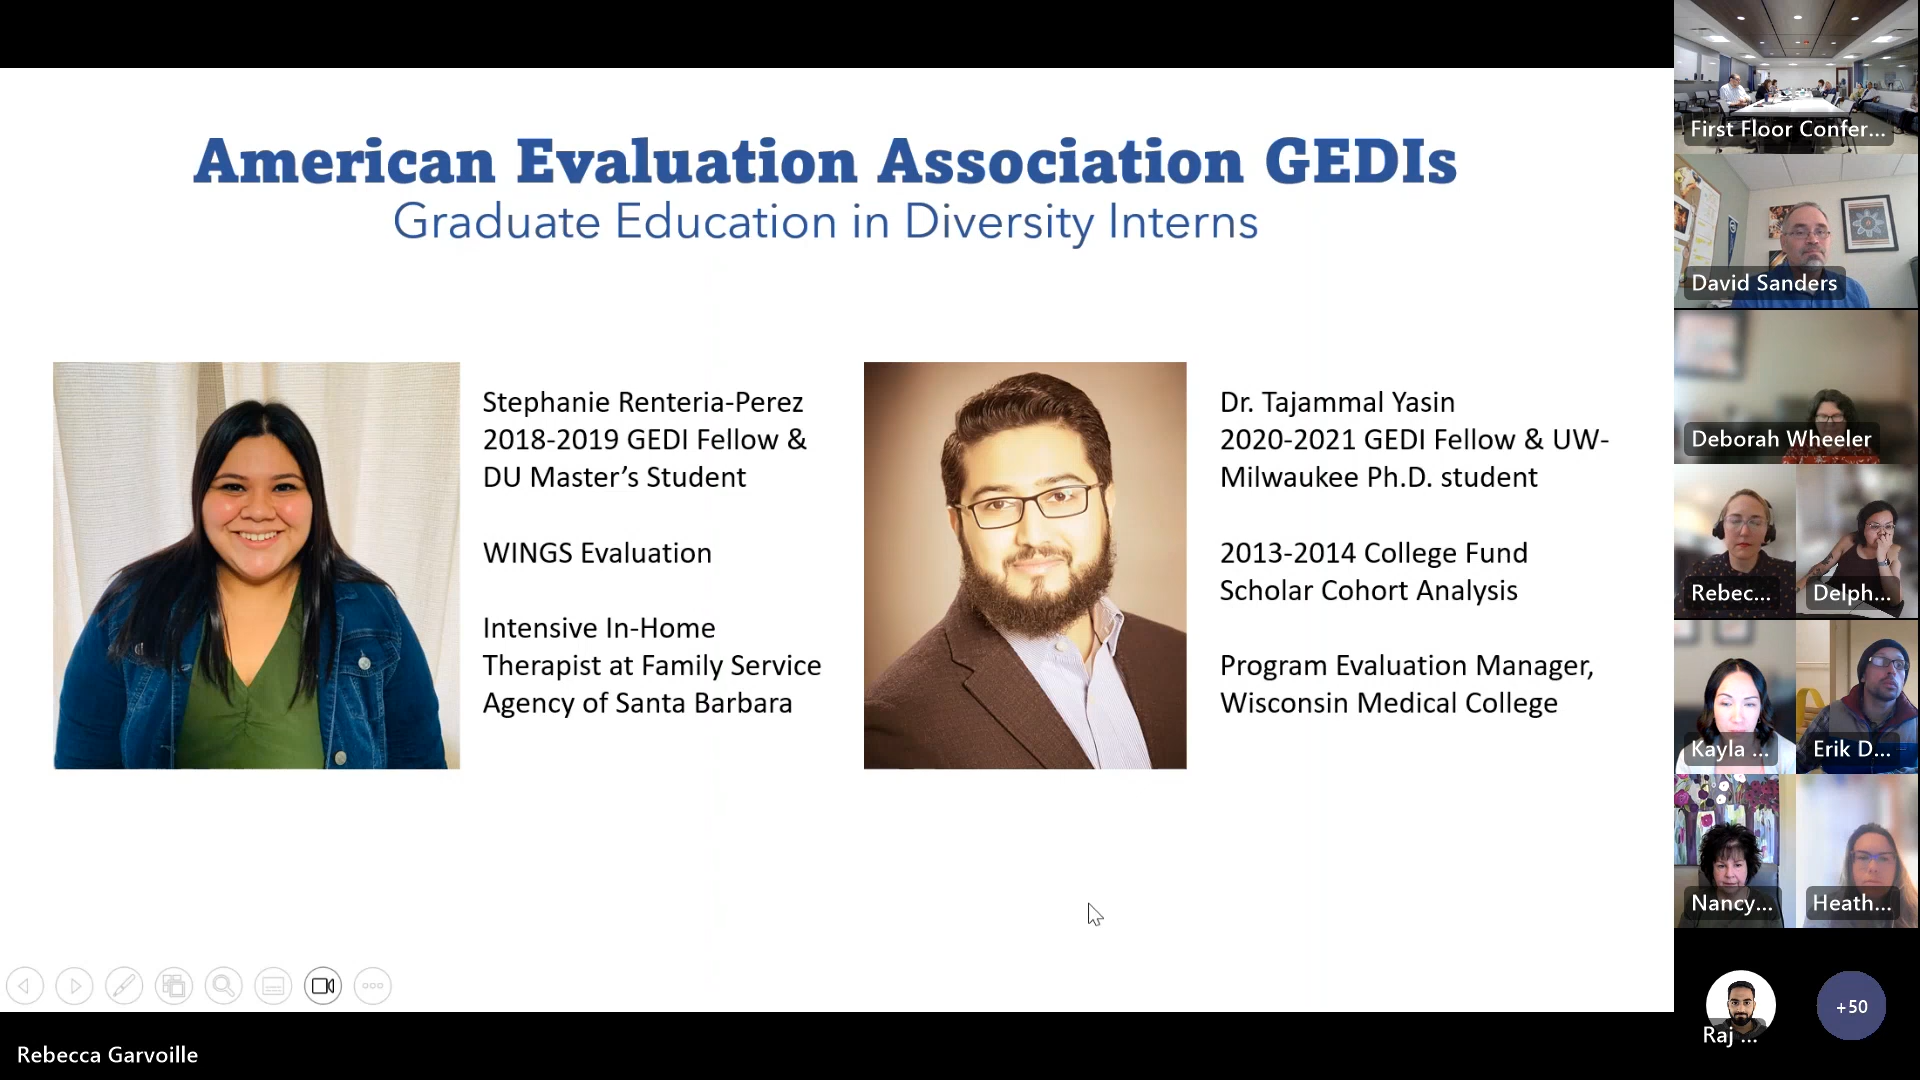 American Evaluation Association GEDIs
Graduate Education in Diversity Interns
Stephanie Renteria-Perez
2018-2019 GEDI Fellow &
DU Master’s Student
WINGS Evaluation
Intensive In-Home
Therapist at Family Service
Agency of Santa Barbara
Dr. Tajammal Yasin
2020-2021 GEDI Fellow & UW-
Milwaukee Ph.D. student
2013-2014 College Fund
Scholar Cohort Analysis
Program Evaluation Manager,
Wisconsin Medical College
First Floor Confer...
David Sanders
Deborah Wheeler
Rebec...
Delph...
Kayla ...
Erik D...
Nancy...
Heath...
Raj ...
+50
Rebecca Garvoille